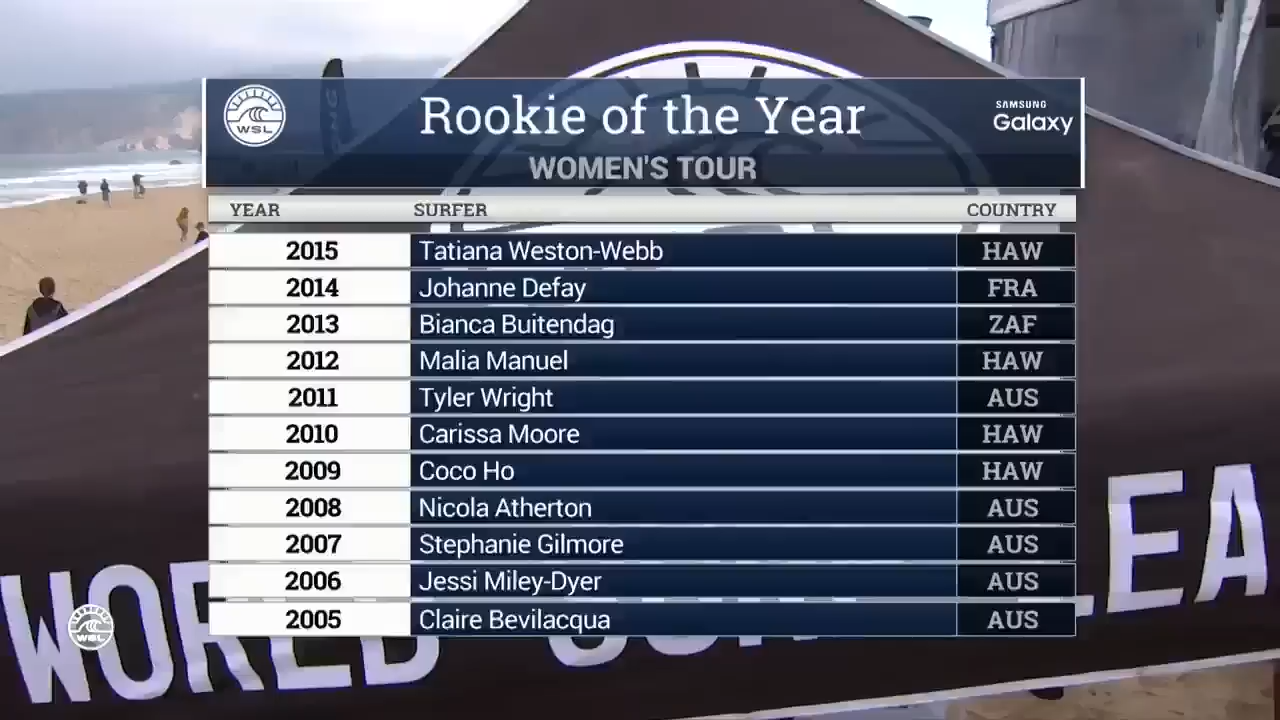 WSL
Rookie of the Year
SAMSUNG
Galaxy
WOMEN'S TOUR
YEAR SURFER COUNTRY
2015 Tatiana Weston-Webb HAW
2014 Johanne Defay FRA
2013 Bianca Buitendag ZAF
2012 Malia Manuel HAW
2011 Tyler Wright AUS
2010 Carissa Moore HAW
2009 Coco Ho HAW
2008 Nicola Atherton AUS
2007 Stephanie Gilmore AUS
2006 Jessi Miley-Dyer AUS
2005 Claire Bevilacqua AUS
WORLD
WSL